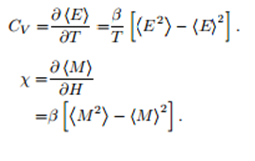 C_V = ∂⟨E⟩/∂T = β/T [⟨E²⟩ − ⟨E⟩²] .
χ = ∂⟨M⟩/∂H
=β [⟨M²⟩ − ⟨M⟩²] .